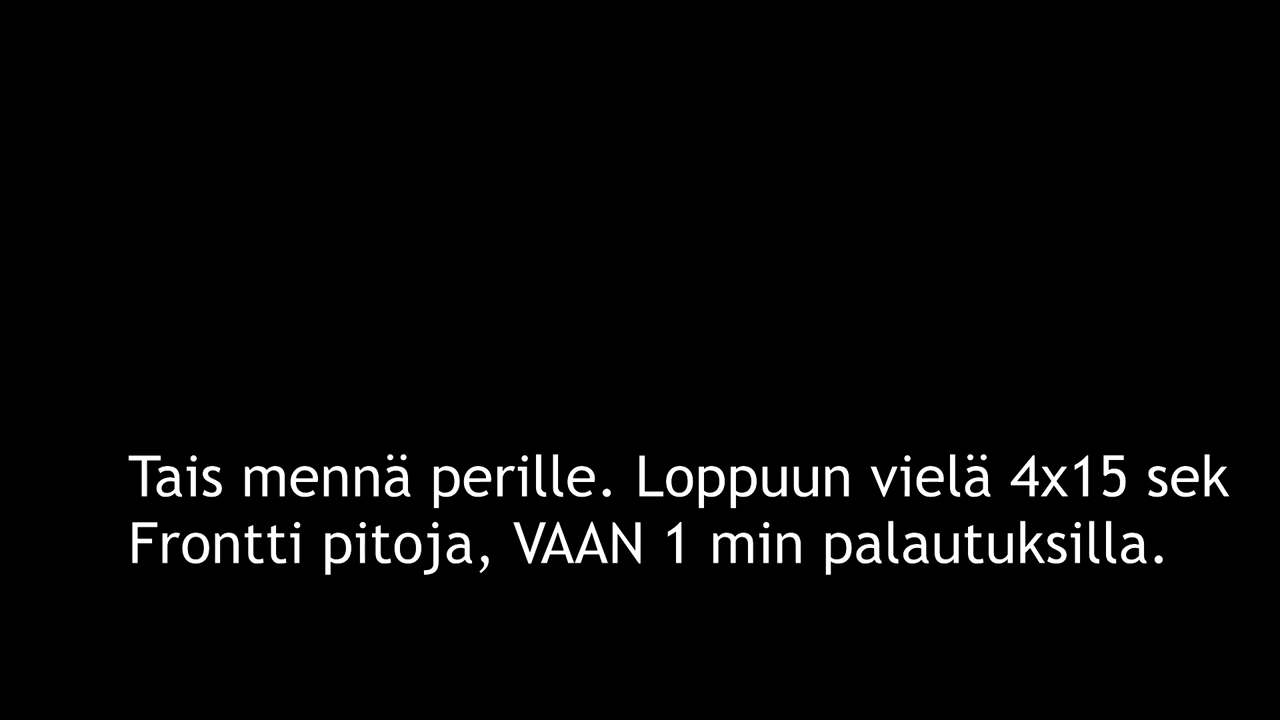 Tais mennä perille. Loppuun vielä 4x15 sek
Frontti pitoja, VAAN 1 min palautuksilla.